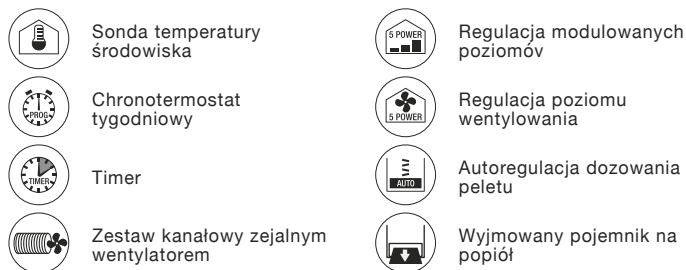 Sonda temperatury
środowiska
PROG
Chronotermostat
tygodniowy
TIMER
Timer
Zestaw kanałowy zejalnym
wentylatorem
5 POWER
Regulacja modulowanych
poziomóv
5 POWER
Regulacja poziomu
wentylowania
AUTO
Autoregulacja dozowania
peletu
Wyjmowany pojemnik na
popiół